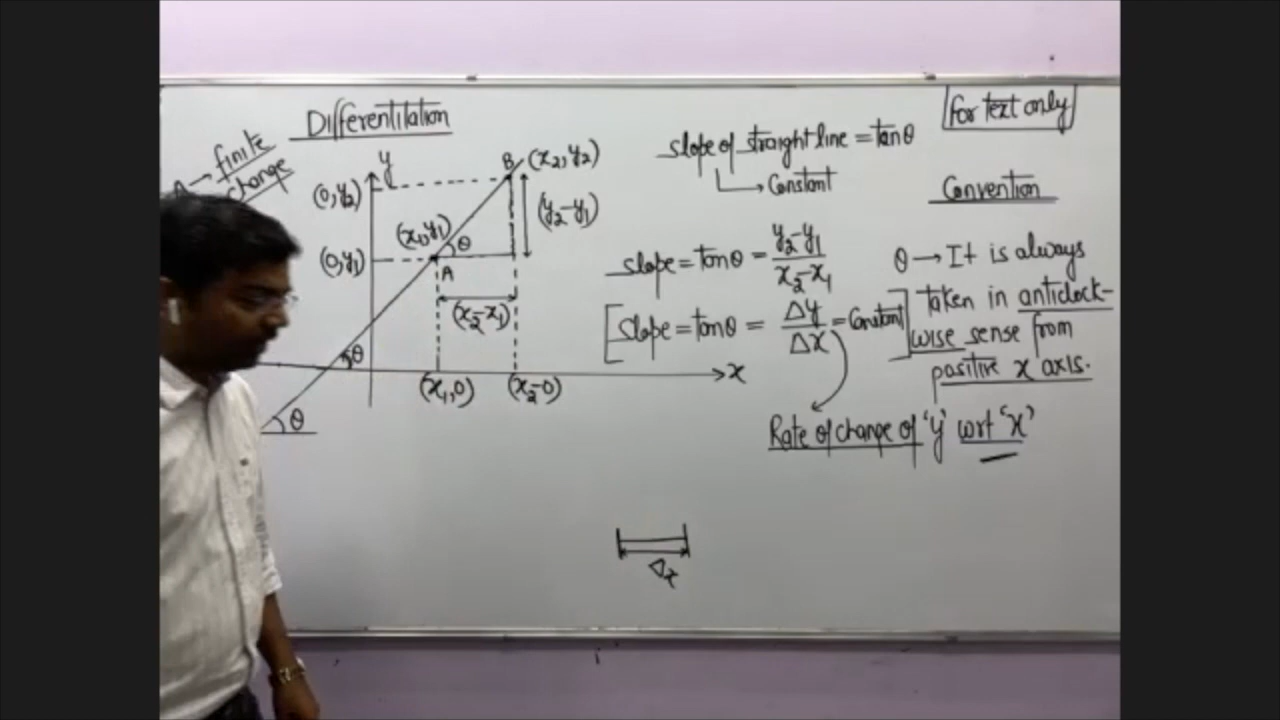 Differentilation
For Text only
Δ → finite
change
y
B (x₂, y₂)
(0, y₂)
(y₂-y₁)
(x₁, y₁)
θ
(0, y₁)
A
(x₂-x₁)
θ
x
(x₁, 0)
(x₂-0)
θ
slope of straight line = tanθ
→ Constant
slope = tanθ = y₂-y₁ / x₂-x₁
[slope = tanθ = Δy / Δx = Constant]
Rate of change of 'y' wrt 'x'
Convention
θ → It is always
taken in anticlock-
wise sense from
positive x axis.
Δx